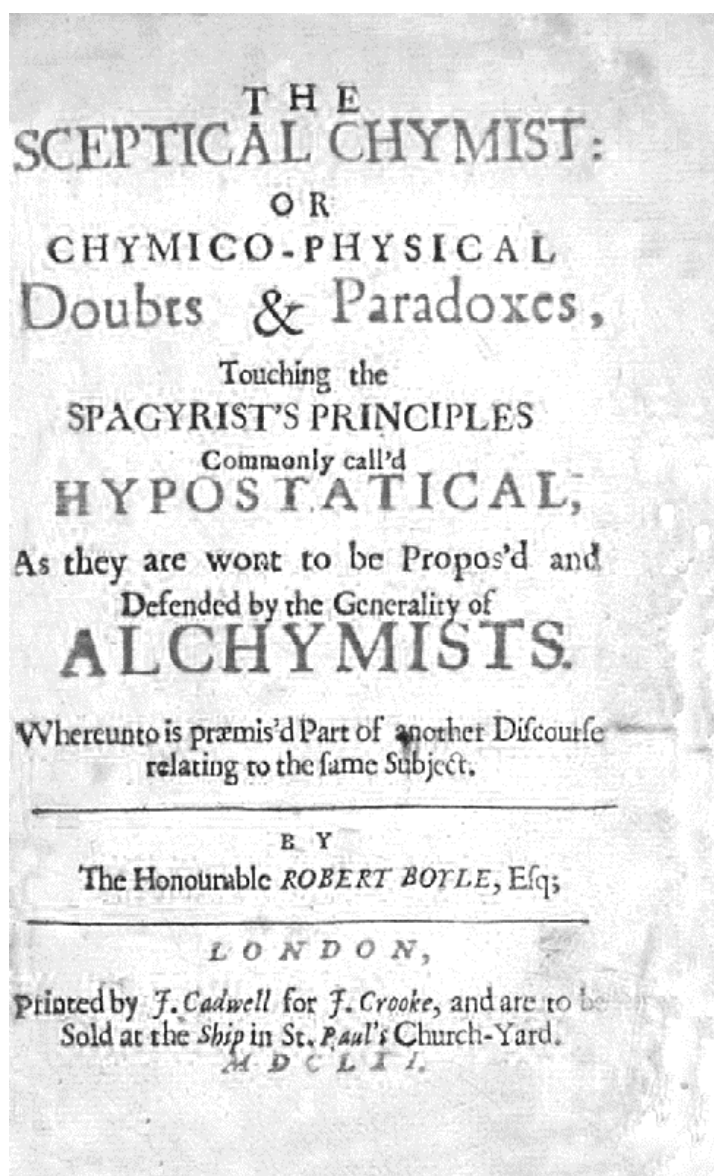 THE
SCEPTICAL CHYMIST:
OR
CHYMICO-PHYSICAL
Doubts & Paradoxes,
Touching the
SPAGYRIST'S PRINCIPLES
Commonly call'd
HYPOSTATICAL,
As they are wont to be Propos'd and
Defended by the Generality of
ALCHYMISTS.
Whereunto is præmis'd Part of another Diſcourſe
relating to the ſame Subject.
BY
The Honourable ROBERT BOYLE, Eſq;
LONDON,
Printed by J. Cadwell for J. Crooke, and are to be
Sold at the Ship in St. Paul's Church-Yard.
MDCLXI.